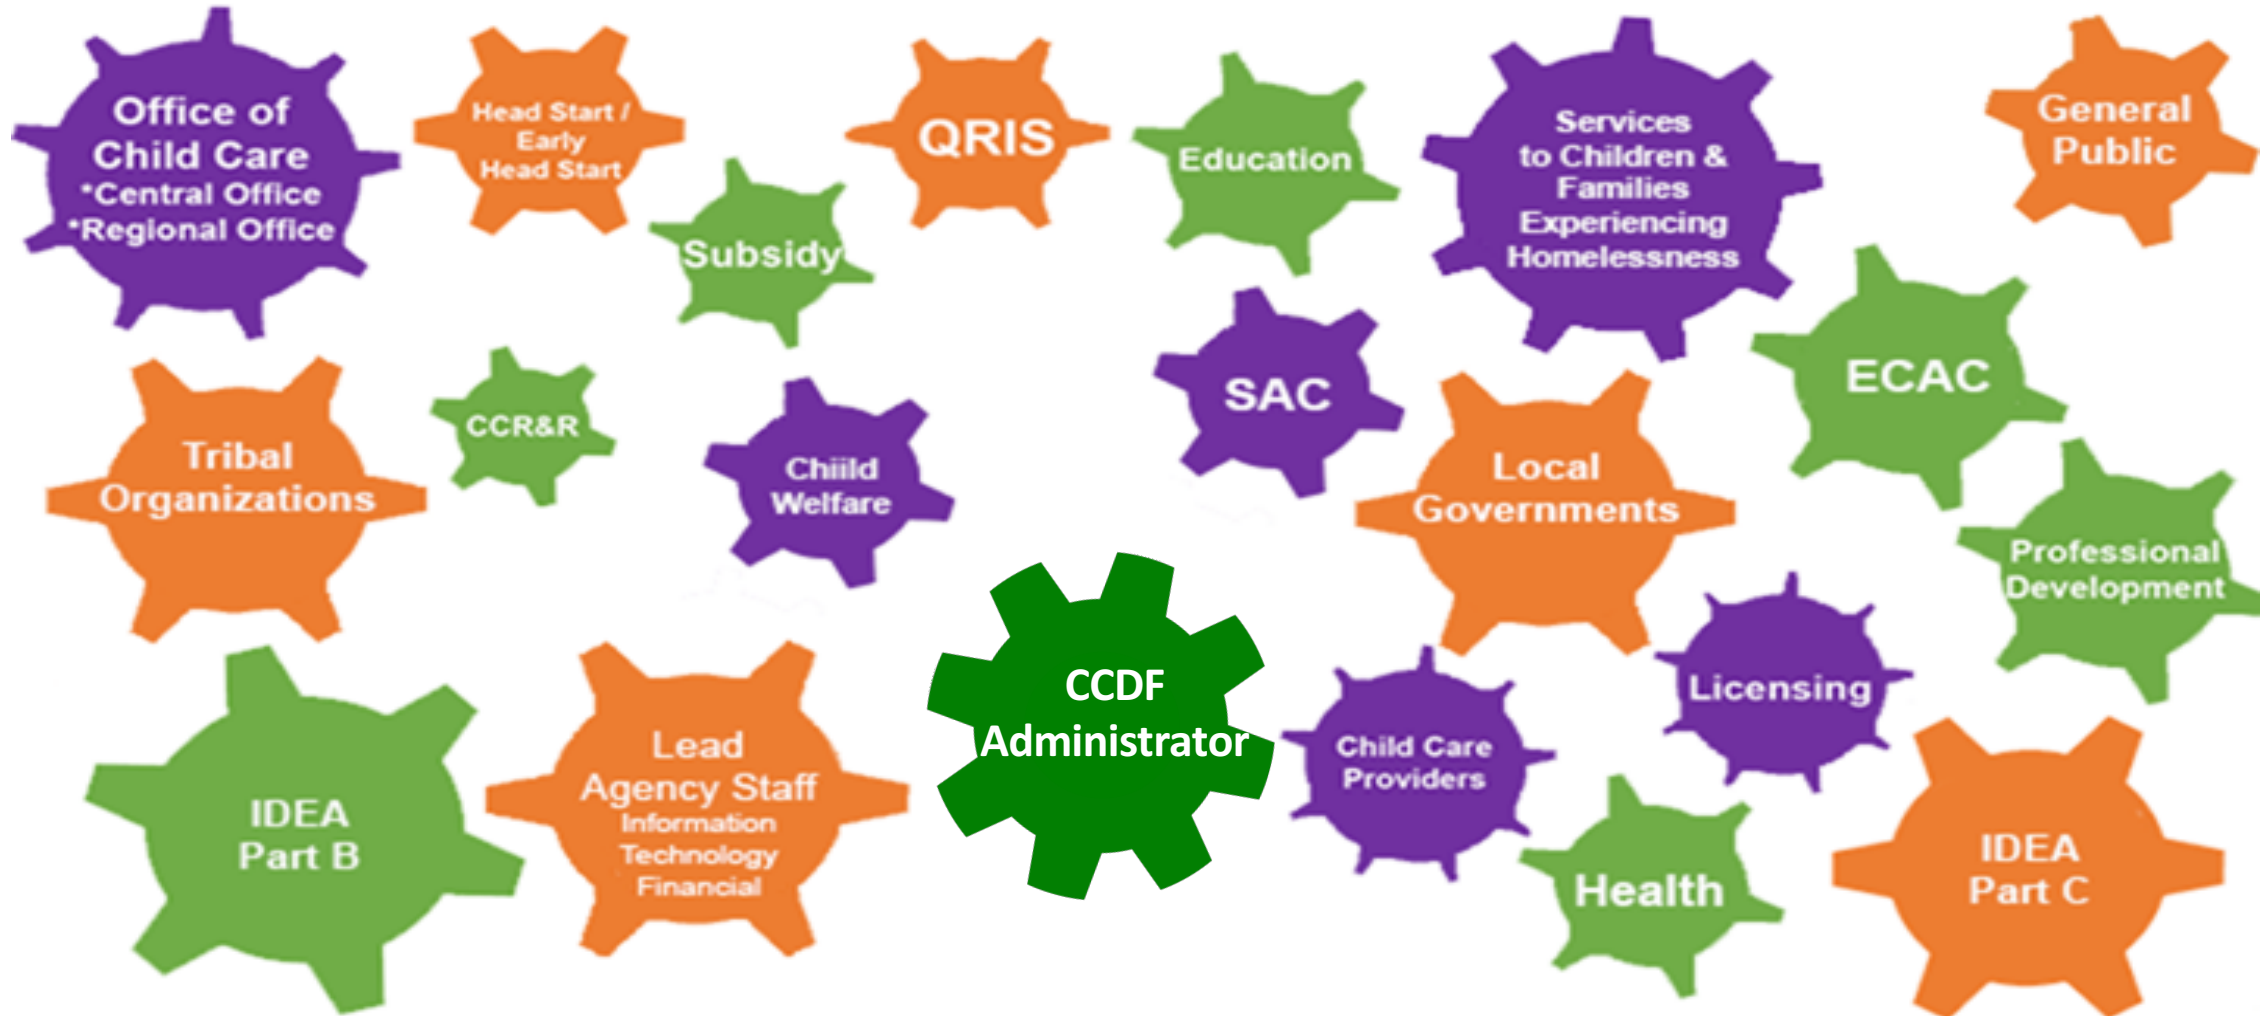 Office of
Child Care
*Central Office
*Regional Office
Head Start /
Early
Head Start
Subsidy
QRIS
Education
Services
to Children &
Families
Experiencing
Homelessness
General
Public
Tribal
Organizations
CCR&R
Chiild
Welfare
SAC
Local
Governments
ECAC
Professional
Development
IDEA
Part B
Lead
Agency Staff
Information
Technology
Financial
CCDF
Administrator
Child Care
Providers
Licensing
Health
IDEA
Part C